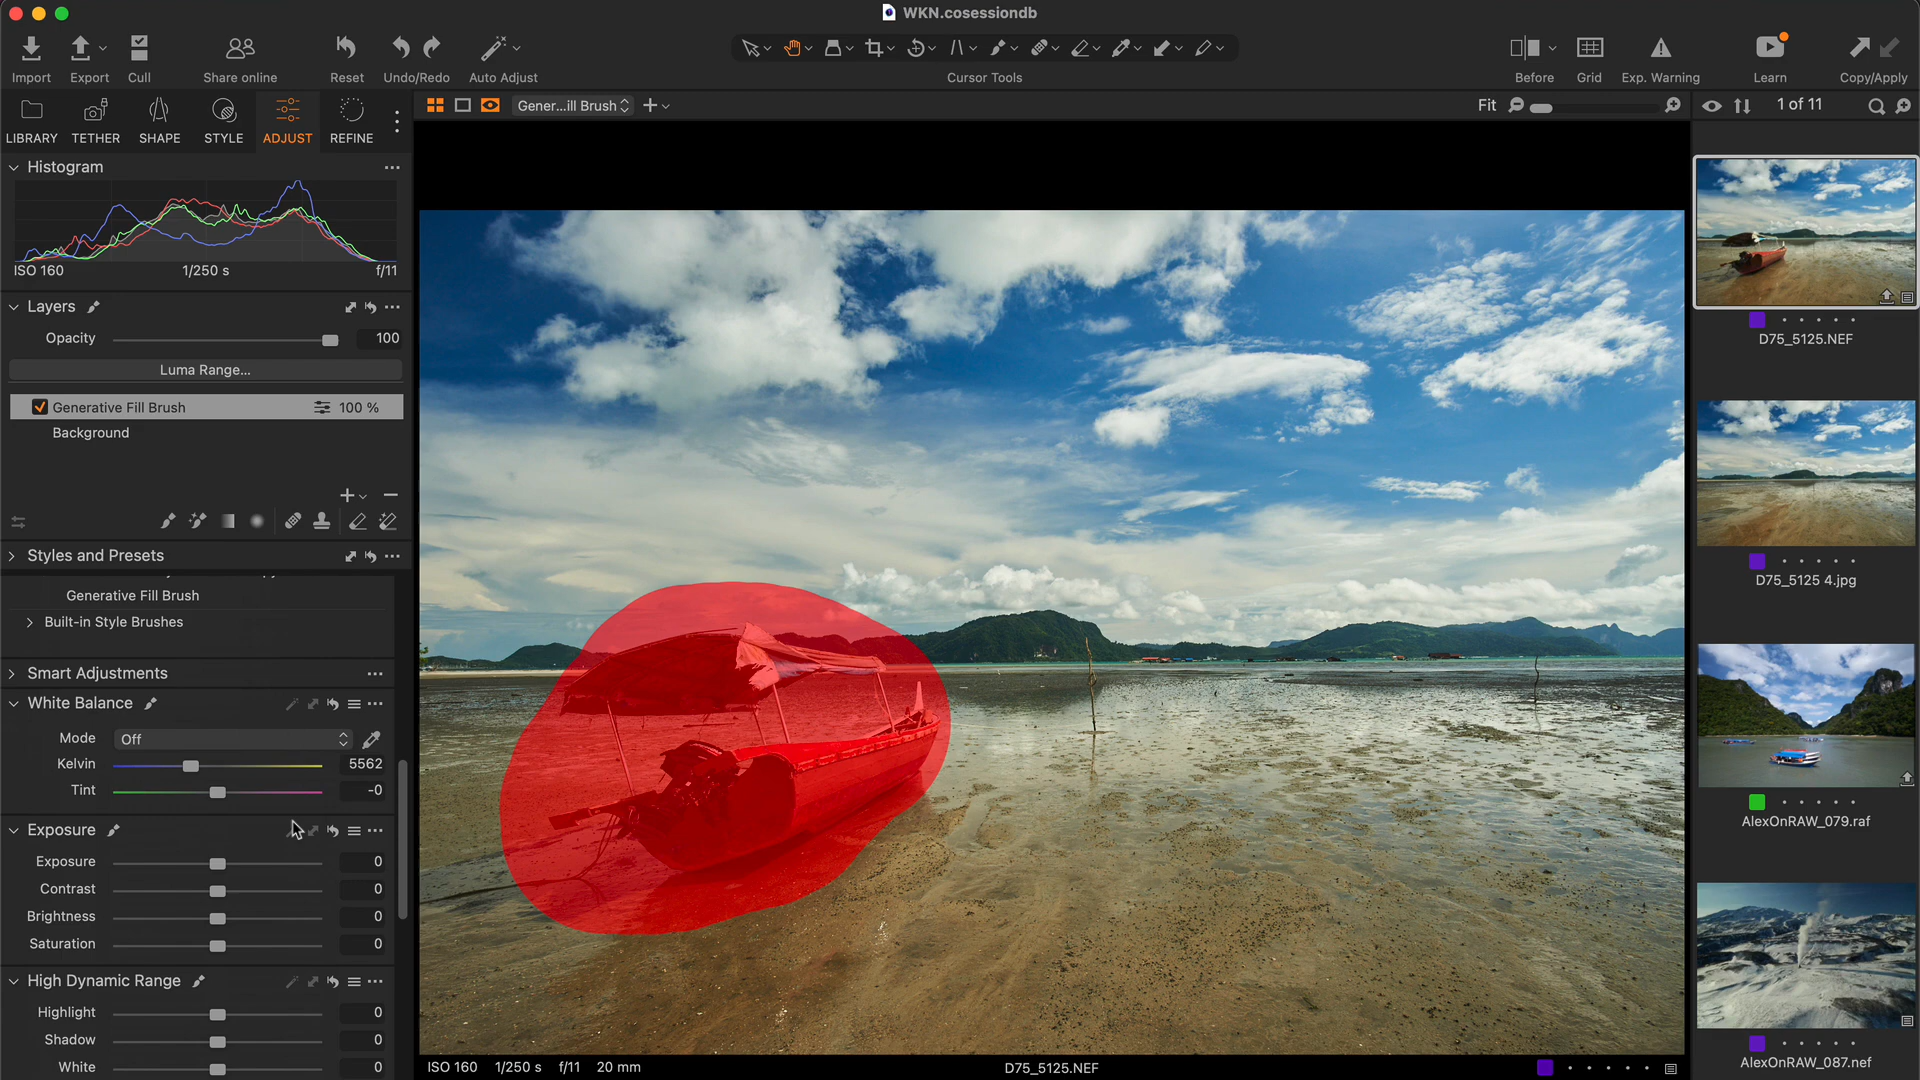 WKN.cosessiondb
Import
Export
Cull
Share online
Reset
Undo/Redo
Auto Adjust
Cursor Tools
Before
Grid
Exp. Warning
Learn
Copy/Apply
LIBRARY
TETHER
SHAPE
STYLE
ADJUST
REFINE
Gener...ill Brush
Fit
1 of 11
Histogram
ISO 160
1/250 s
f/11
Layers
Opacity
100
Luma Range...
Generative Fill Brush
100 %
Background
Styles and Presets
Generative Fill Brush
Built-in Style Brushes
Smart Adjustments
White Balance
Mode
Off
Kelvin
5562
Tint
-0
Exposure
Exposure
0
Contrast
0
Brightness
0
Saturation
0
High Dynamic Range
Highlight
0
Shadow
0
White
0
ISO 160
1/250 s
f/11
20 mm
D75_5125.NEF
D75_5125.NEF
D75_5125 4.jpg
AlexOnRAW_079.raf
AlexOnRAW_087.nef